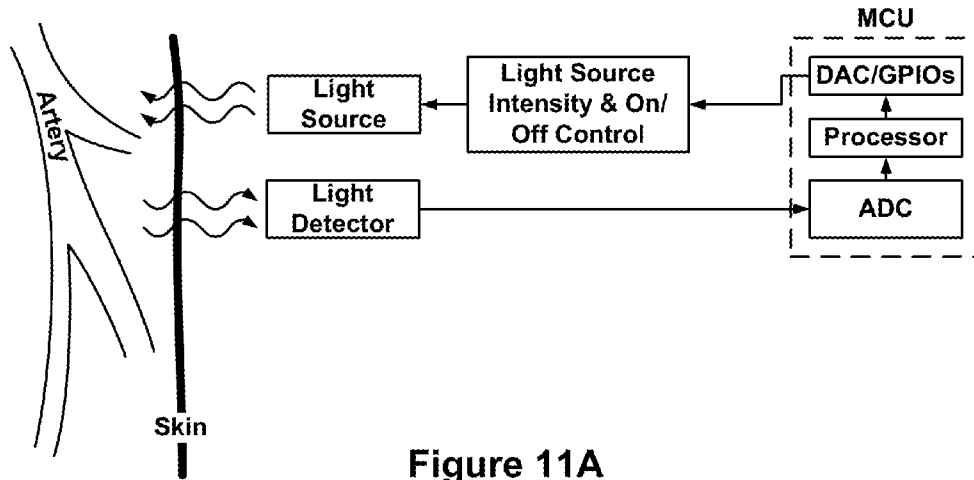 MCU
Light
Source
Light Source
Intensity & On/
Off Control
DAC/GPIOs
Processor
ADC
Light
Detector
Artery
Skin
Figure 11A